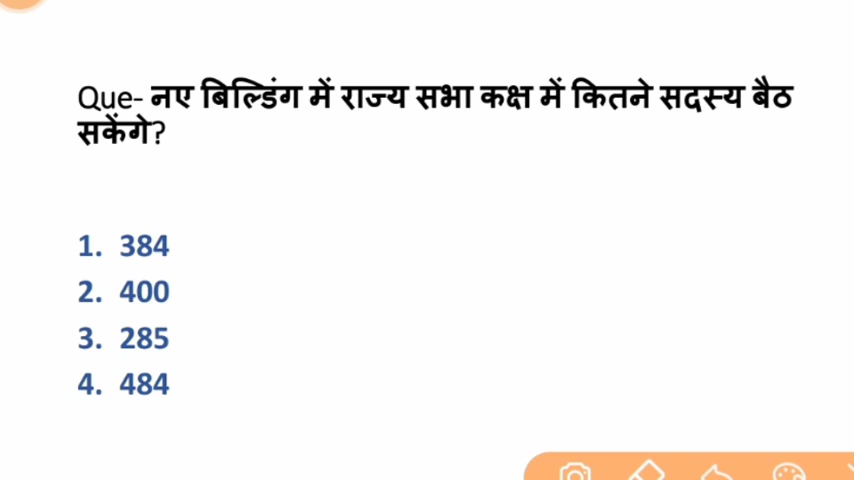 Que- नए बिल्डिंग में राज्य सभा कक्ष में कितने सदस्य बैठ
सकेंगे?
1. 384
2. 400
3. 285
4. 484